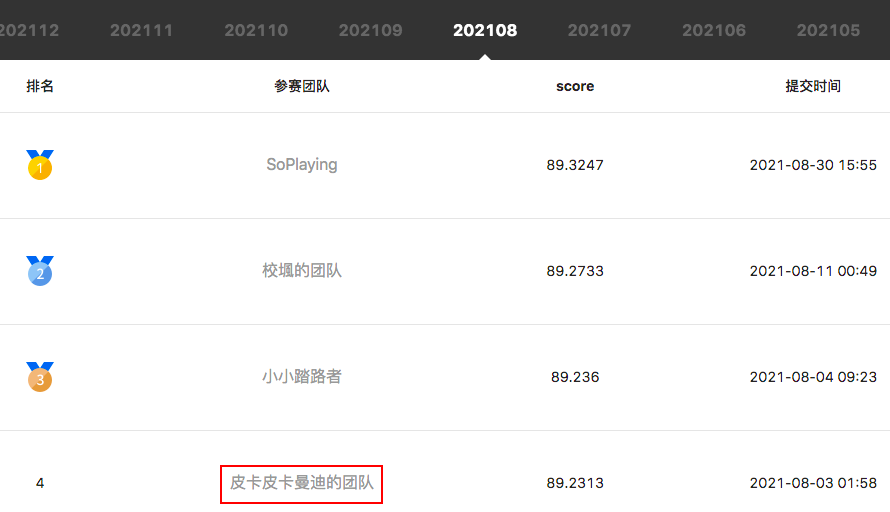 202112 202111 202110 202109 202108 202107 202106 202105
排名 参赛团队 score 提交时间
1 SoPlaying 89.3247 2021-08-30 15:55
2 校堸的团队 89.2733 2021-08-11 00:49
3 小小踏路者 89.236 2021-08-04 09:23
4 皮卡皮卡曼迪的团队 89.2313 2021-08-03 01:58